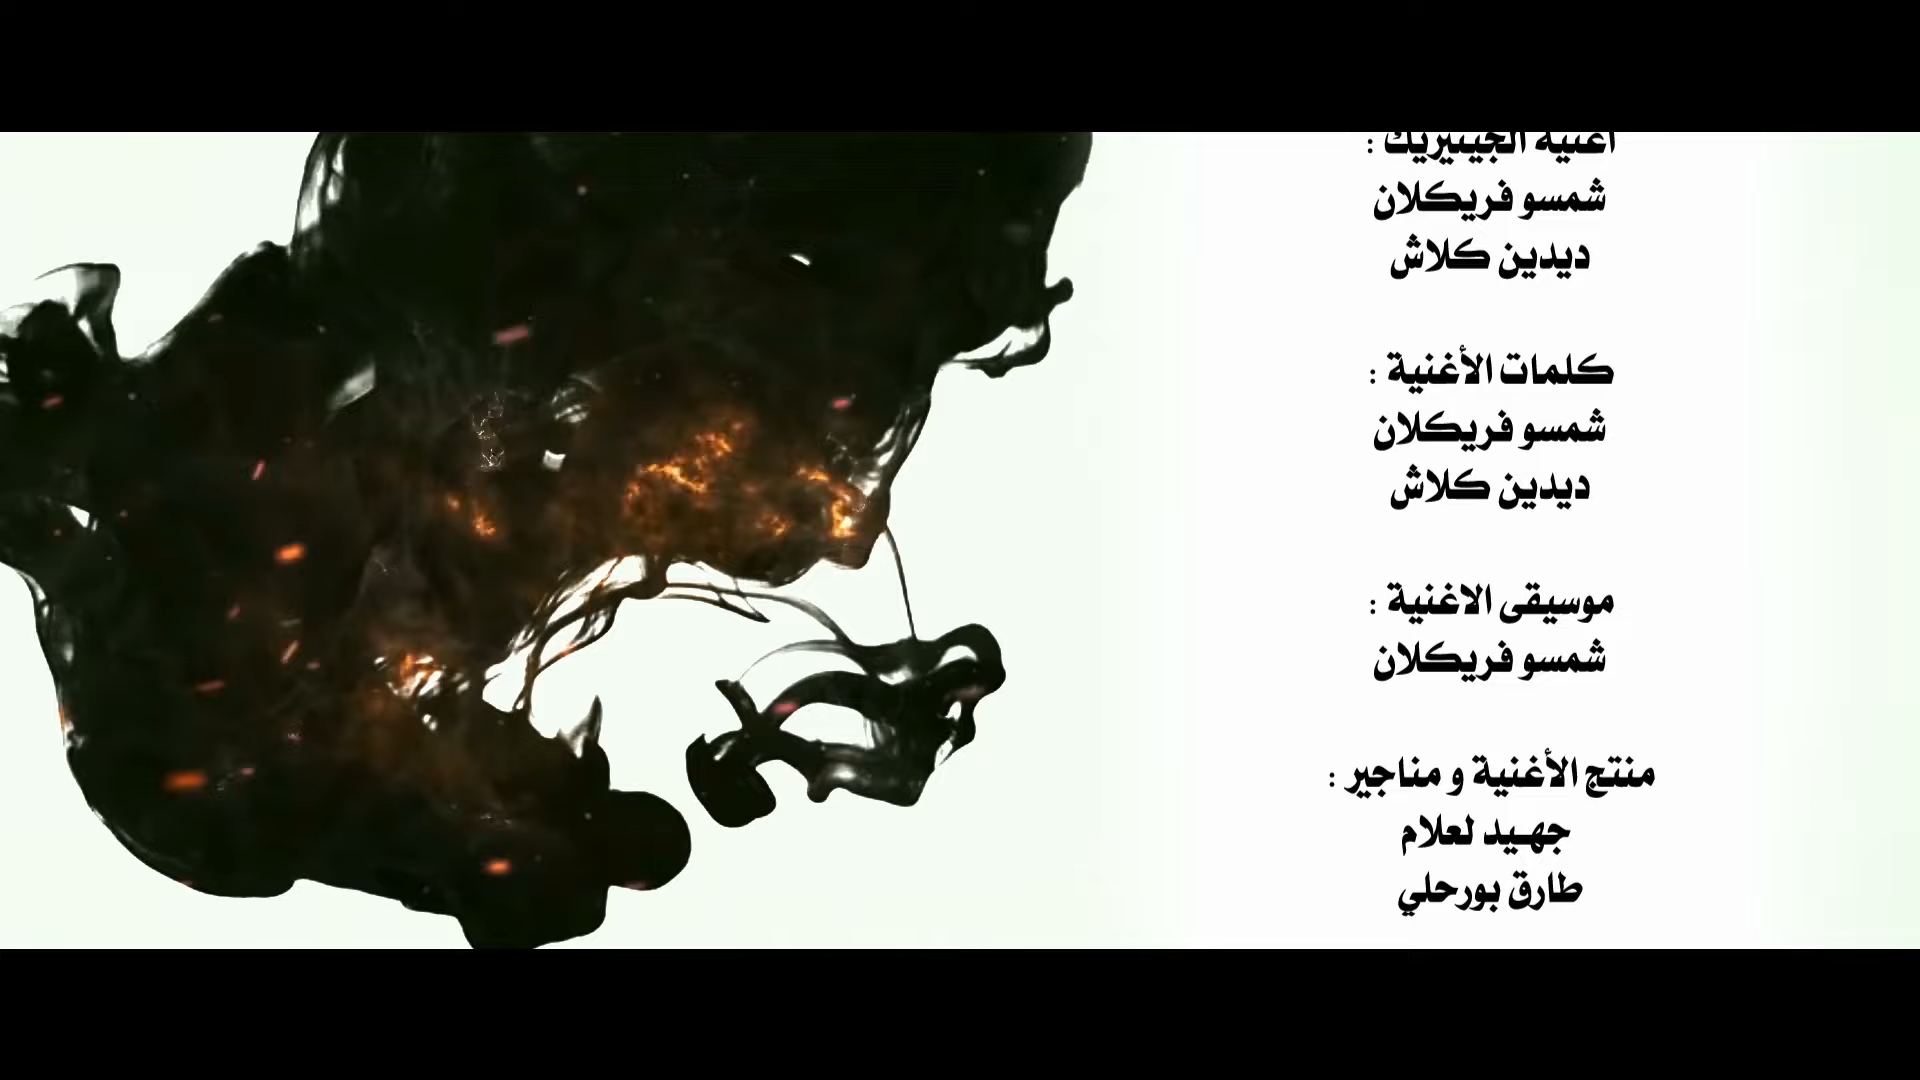 أغنية الجينيريك :
شمسو فريكلان
ديدين كلاش
كلمات الأغنية :
شمسو فريكلان
ديدين كلاش
موسيقى الاغنية :
شمسو فريكلان
منتج الأغنية و مناجير :
جهيد لعلام
طارق بورحلي